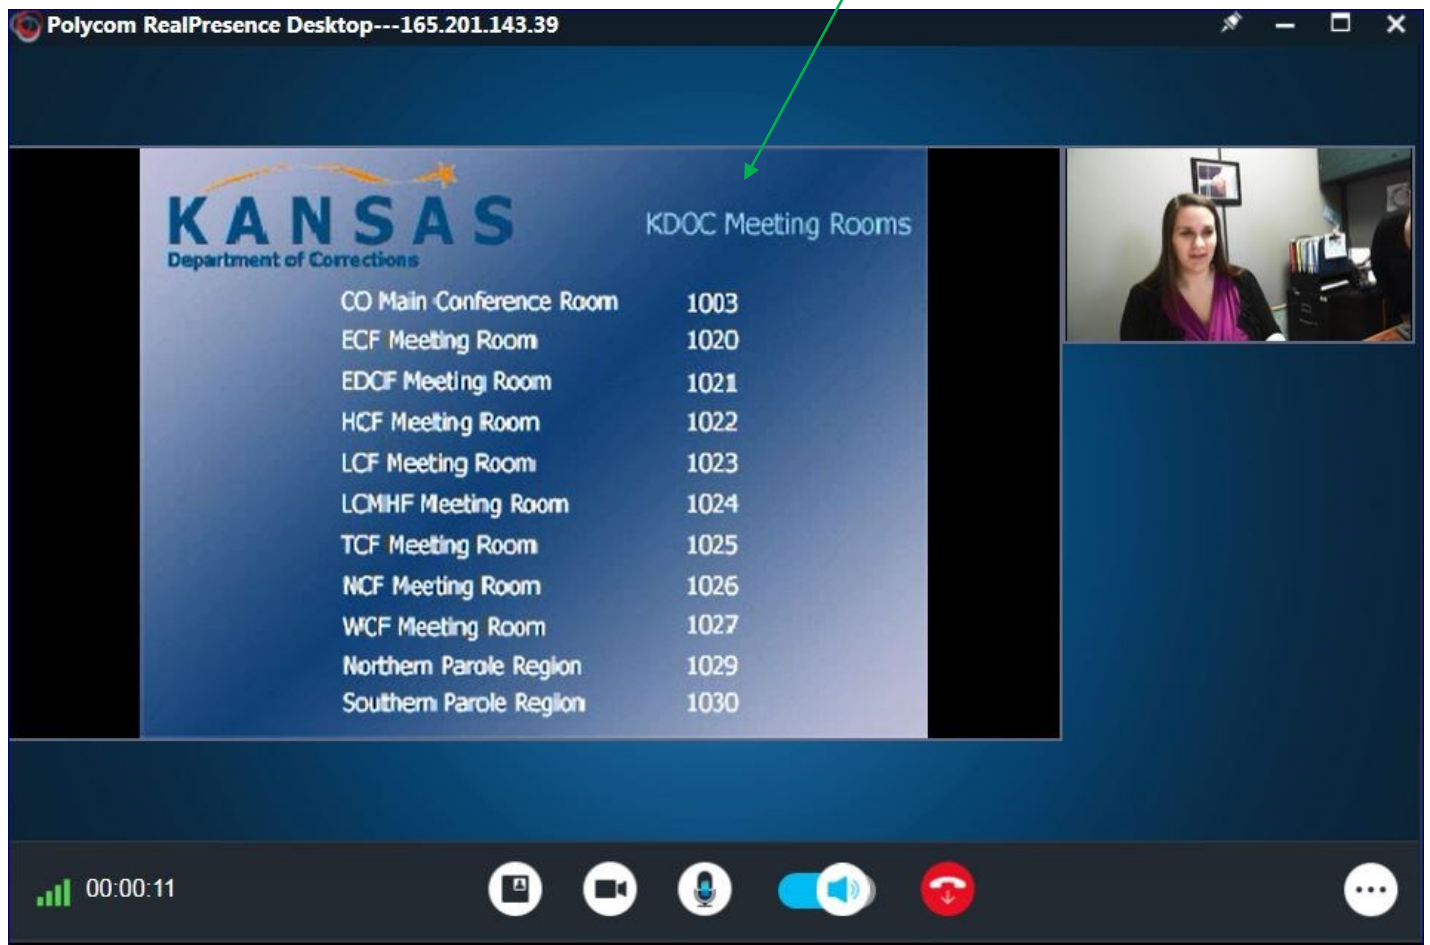 Polycom RealPresence Desktop---165.201.143.39
KANSAS
Department of Corrections
KDOC Meeting Rooms
CO Main Conference Room 1003
ECF Meeting Room 1020
EDCF Meeting Room 1021
HCF Meeting Room 1022
LCF Meeting Room 1023
LCMHF Meeting Room 1024
TCF Meeting Room 1025
NCF Meeting Room 1026
WCF Meeting Room 1027
Northern Parole Region 1029
Southern Parole Region 1030
00:00:11